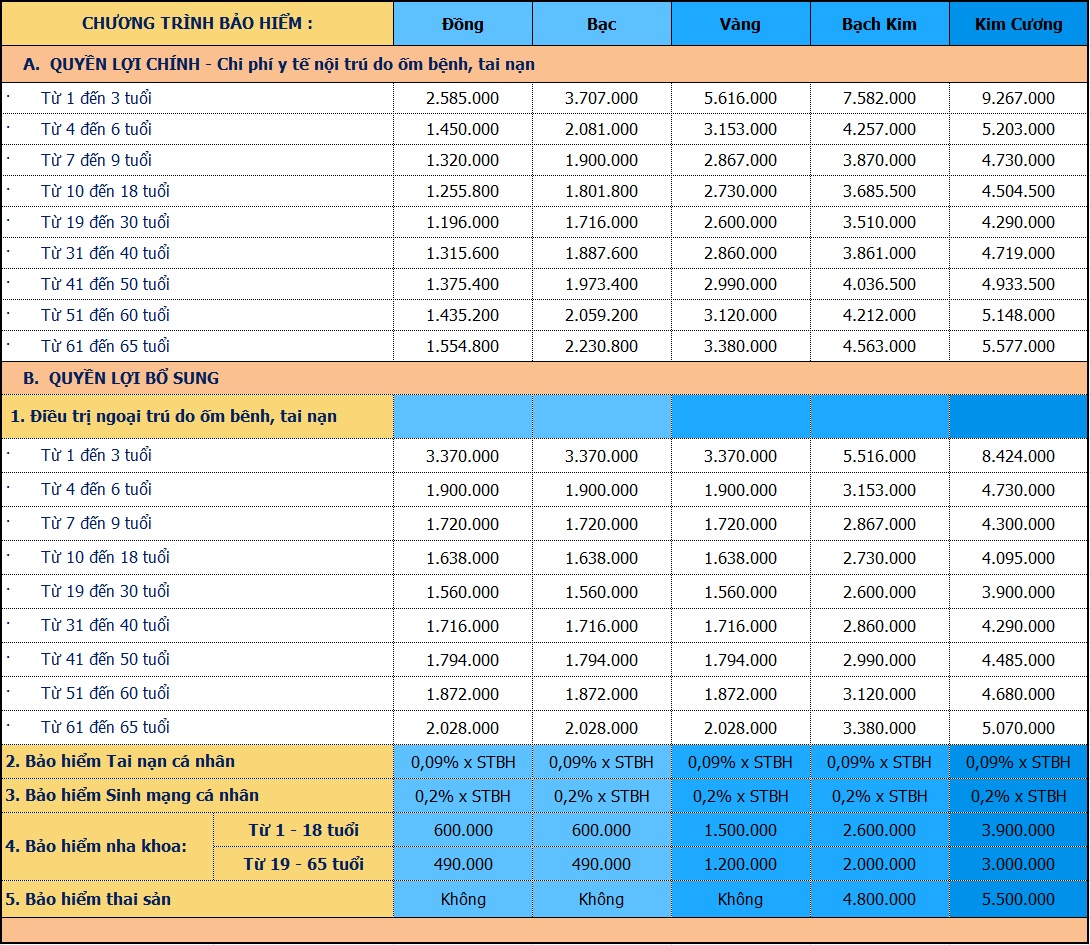 CHƯƠNG TRÌNH BẢO HIỂM : Đồng Bạc Vàng Bạch Kim Kim Cương
A. QUYỀN LỢI CHÍNH - Chi phí y tế nội trú do ốm bệnh, tai nạn
· Từ 1 đến 3 tuổi 2.585.000 3.707.000 5.616.000 7.582.000 9.267.000
· Từ 4 đến 6 tuổi 1.450.000 2.081.000 3.153.000 4.257.000 5.203.000
· Từ 7 đến 9 tuổi 1.320.000 1.900.000 2.867.000 3.870.000 4.730.000
· Từ 10 đến 18 tuổi 1.255.800 1.801.800 2.730.000 3.685.500 4.504.500
· Từ 19 đến 30 tuổi 1.196.000 1.716.000 2.600.000 3.510.000 4.290.000
· Từ 31 đến 40 tuổi 1.315.600 1.887.600 2.860.000 3.861.000 4.719.000
· Từ 41 đến 50 tuổi 1.375.400 1.973.400 2.990.000 4.036.500 4.933.500
· Từ 51 đến 60 tuổi 1.435.200 2.059.200 3.120.000 4.212.000 5.148.000
· Từ 61 đến 65 tuổi 1.554.800 2.230.800 3.380.000 4.563.000 5.577.000
B. QUYỀN LỢI BỔ SUNG
1. Điều trị ngoại trú do ốm bênh, tai nạn
· Từ 1 đến 3 tuổi 3.370.000 3.370.000 3.370.000 5.516.000 8.424.000
· Từ 4 đến 6 tuổi 1.900.000 1.900.000 1.900.000 3.153.000 4.730.000
· Từ 7 đến 9 tuổi 1.720.000 1.720.000 1.720.000 2.867.000 4.300.000
· Từ 10 đến 18 tuổi 1.638.000 1.638.000 1.638.000 2.730.000 4.095.000
· Từ 19 đến 30 tuổi 1.560.000 1.560.000 1.560.000 2.600.000 3.900.000
· Từ 31 đến 40 tuổi 1.716.000 1.716.000 1.716.000 2.860.000 4.290.000
· Từ 41 đến 50 tuổi 1.794.000 1.794.000 1.794.000 2.990.000 4.485.000
· Từ 51 đến 60 tuổi 1.872.000 1.872.000 1.872.000 3.120.000 4.680.000
· Từ 61 đến 65 tuổi 2.028.000 2.028.000 2.028.000 3.380.000 5.070.000
2. Bảo hiểm Tai nạn cá nhân 0,09% x STBH 0,09% x STBH 0,09% x STBH 0,09% x STBH 0,09% x STBH
3. Bảo hiểm Sinh mạng cá nhân 0,2% x STBH 0,2% x STBH 0,2% x STBH 0,2% x STBH 0,2% x STBH
4. Bảo hiểm nha khoa: Từ 1 - 18 tuổi 600.000 600.000 1.500.000 2.600.000 3.900.000
Từ 19 - 65 tuổi 490.000 490.000 1.200.000 2.000.000 3.000.000
5. Bảo hiểm thai sản Không Không Không 4.800.000 5.500.000